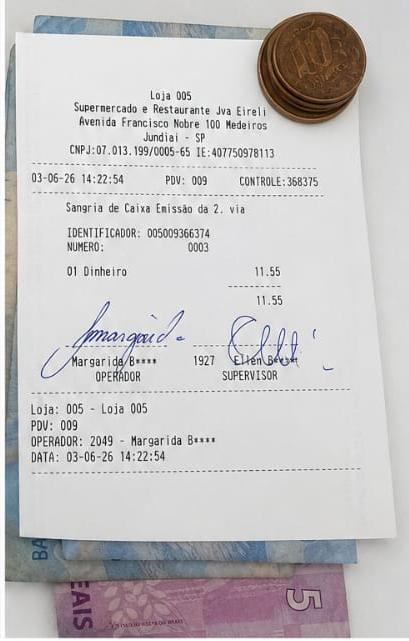 10
Loja 005
Supermercado e Restaurante Jva Eireli
Avenida Francisco Nobre 100 Medeiros
Jundiai - SP
CNPJ:07.013.199/0005-65 IE:407750978113
03-06-26 14:22:54 PDV: 009 CONTROLE:368375
Sangria de Caixa Emissão da 2. via
IDENTIFICADOR: 005009366374
NUMERO: 0003
01 Dinheiro 11.55
11.55
Margarida B**** 1927 Ellen B****
OPERADOR SUPERVISOR
Loja: 005 - Loja 005
PDV: 009
OPERADOR: 2049 - Margarida B****
DATA: 03-06-26 14:22:54
BA
EAIS
5